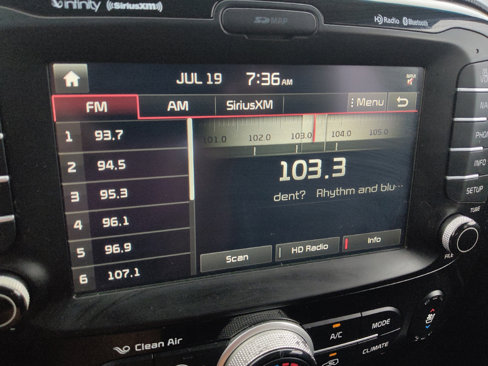 infinity SiriusXM
SD MAP
HD Radio Bluetooth
JUL 19 7:36 AM
FM AM SiriusXM Menu
1 93.7
2 94.5
3 95.3
4 96.1
5 96.9
6 107.1
101.0 102.0 103.0 104.0 105.0
103.3
dent? Rhythm and blu...
Scan HD Radio Info
PHON
INFO
SETUP
TUNE
FILE
Clean Air
A/C
MODE
CLIMATE